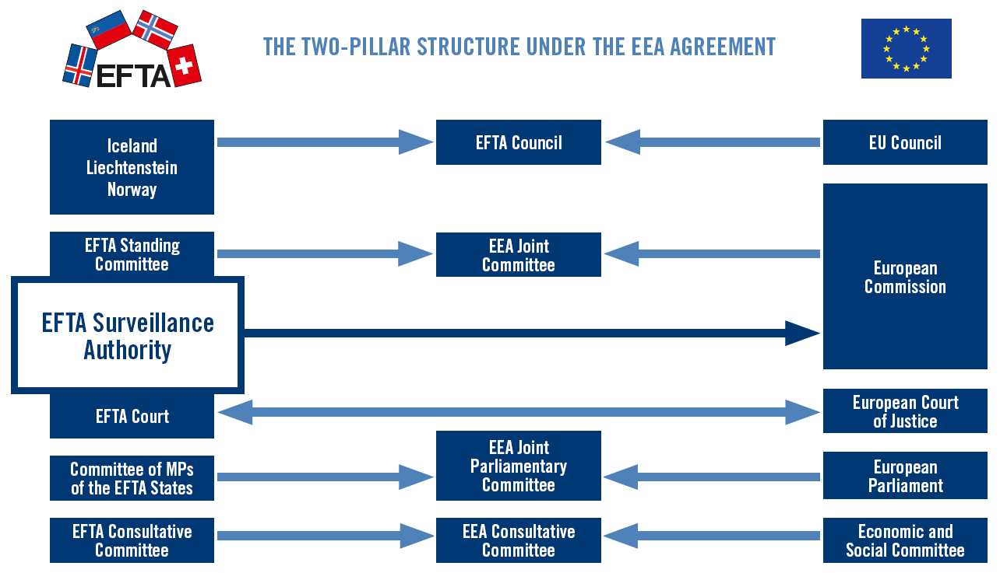 EFTA
THE TWO-PILLAR STRUCTURE UNDER THE EEA AGREEMENT
Iceland
Liechtenstein
Norway
EFTA Council
EU Council
EFTA Standing
Committee
EEA Joint
Committee
European
Commission
EFTA Surveillance
Authority
EFTA Court
European Court
of Justice
Committee of MPs
of the EFTA States
EEA Joint
Parliamentary
Committee
European
Parliament
EFTA Consultative
Committee
EEA Consultative
Committee
Economic and
Social Committee